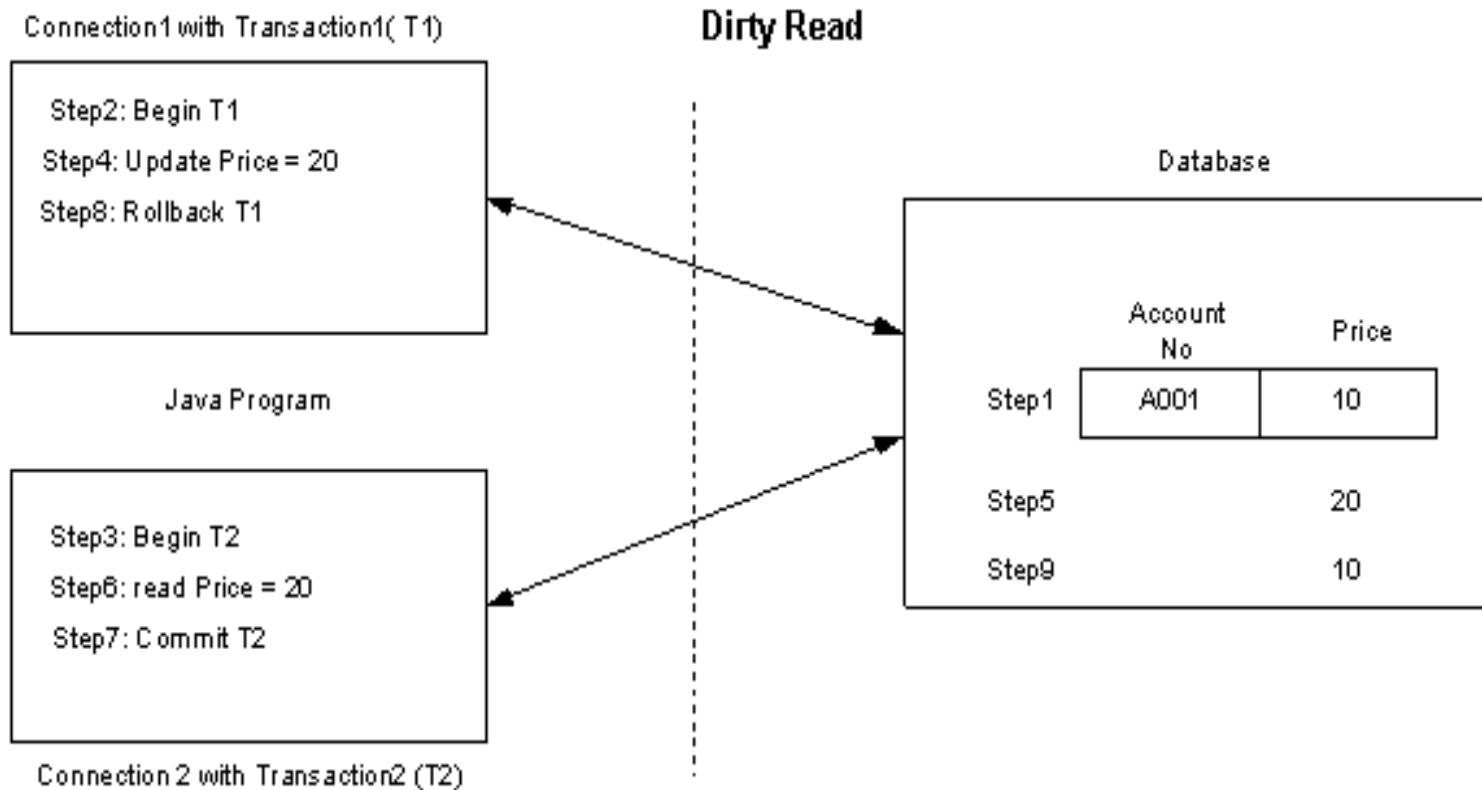 Connection1 with Transaction1( T1)
Dirty Read
Step2: Begin T1
Step4: Update Price = 20
Step8: Rollback T1
Java Program
Step3: Begin T2
Step6: read Price = 20
Step7: Commit T2
Connection 2 with Transaction2 (T2)
Database
Account
No
Price
Step1 A001 10
Step5 20
Step9 10